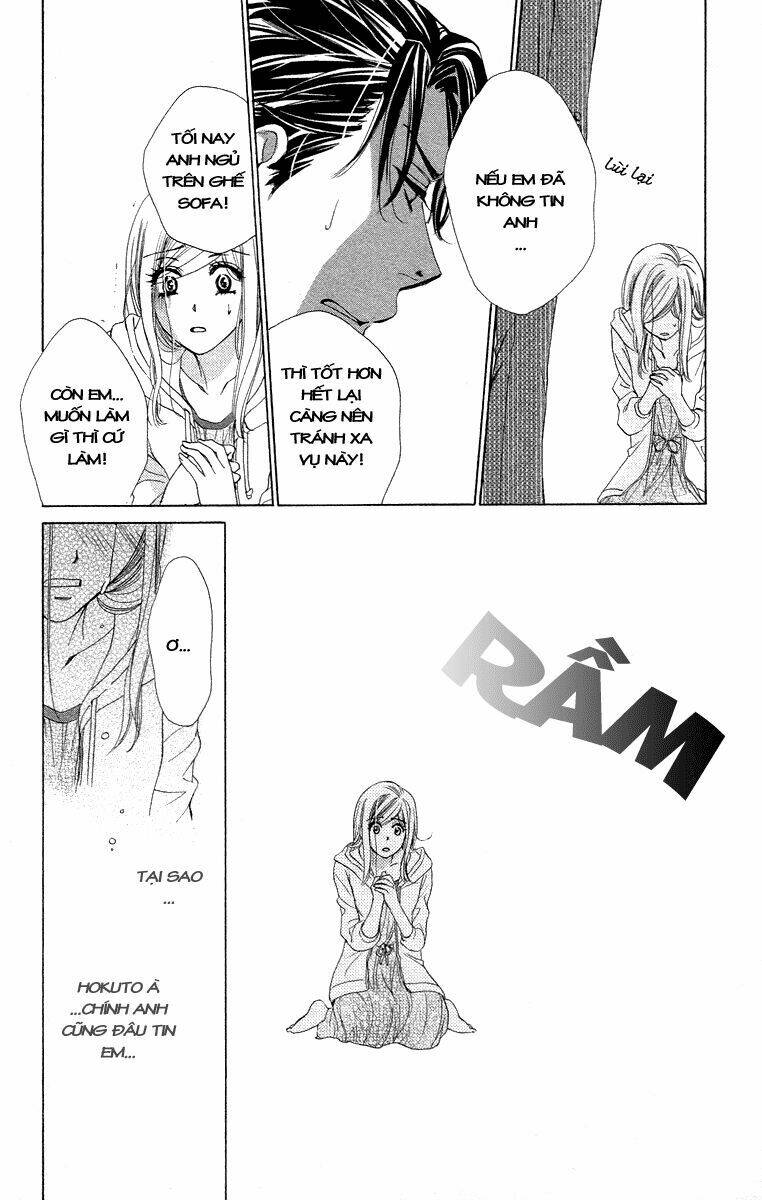 NẾU EM ĐÃ
KHÔNG TIN
ANH
...
lùi lại
THÌ TỐT HƠN
HẾT LẠI
CÀNG NÊN
TRÁNH XA
VỤ NÀY!
TỐI NAY
ANH NGỦ
TRÊN GHẾ
SOFA!
CÒN EM...
MUỐN LÀM
GÌ THÌ CỨ
LÀM!
RẦM
Ơ...
TẠI SAO
...
HOKUTO À
...CHÍNH ANH
CŨNG ĐÂU TIN
EM...